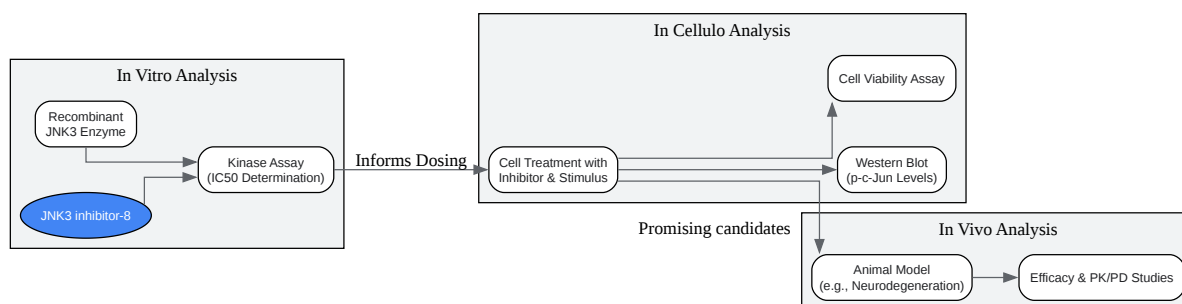 In Vitro Analysis
Recombinant
JNK3 Enzyme
JNK3 inhibitor-8
Kinase Assay
(IC50 Determination)
Informs Dosing
In Cellulo Analysis
Cell Treatment with
Inhibitor & Stimulus
Cell Viability Assay
Western Blot
(p-c-Jun Levels)
Promising candidates
In Vivo Analysis
Animal Model
(e.g., Neurodegeneration)
Efficacy & PK/PD Studies